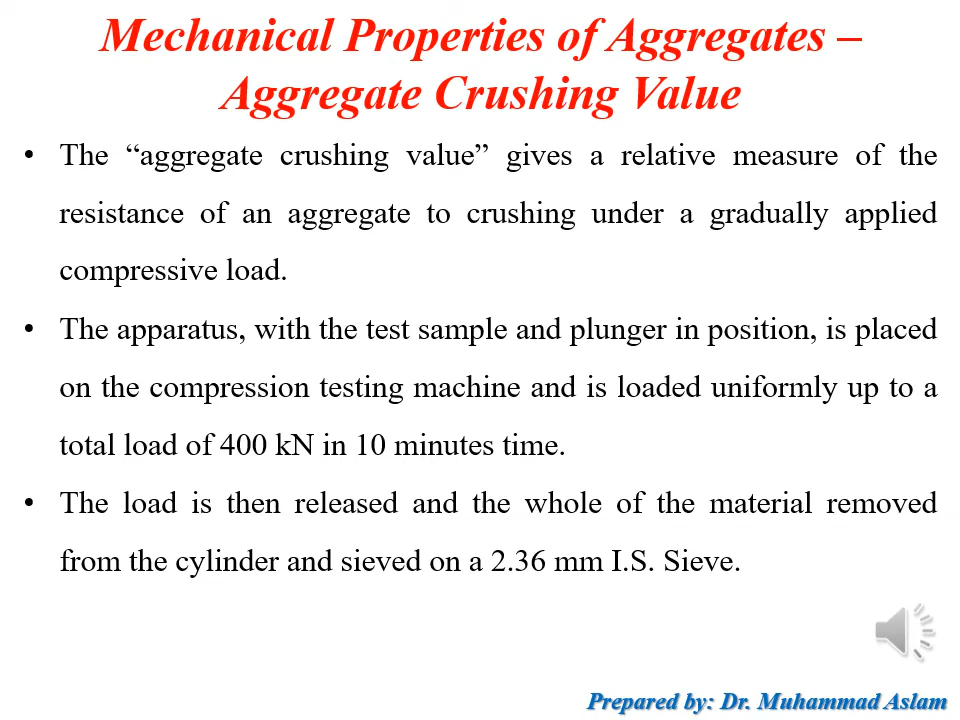 Mechanical Properties of Aggregates –
Aggregate Crushing Value
• The “aggregate crushing value” gives a relative measure of the
resistance of an aggregate to crushing under a gradually applied
compressive load.
• The apparatus, with the test sample and plunger in position, is placed
on the compression testing machine and is loaded uniformly up to a
total load of 400 kN in 10 minutes time.
• The load is then released and the whole of the material removed
from the cylinder and sieved on a 2.36 mm I.S. Sieve.
Prepared by: Dr. Muhammad Aslam